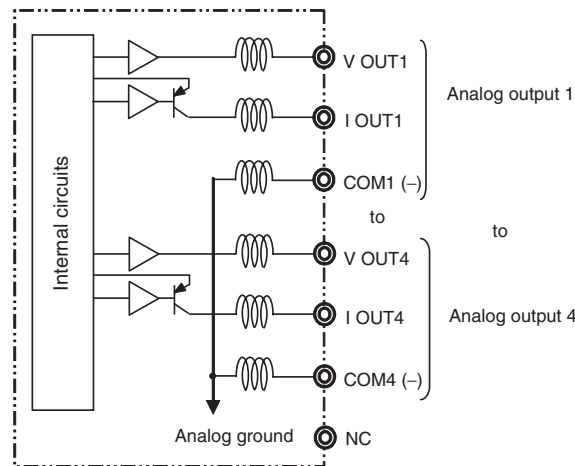 V OUT1
Analog output 1
I OUT1
COM1 (–)
to
to
Internal circuits
V OUT4
I OUT4
Analog output 4
COM4 (–)
Analog ground
NC